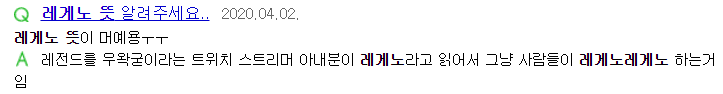 Q 레게노 뜻 알려주세요.. 2020.04.02.
레게노 뜻이 머예용ㅜㅜ
A 레전드를 우왁굳이라는 트위치 스트리머 아내분이 레게노라고 읽어서 그냥 사람들이 레게노레게노 하는거
임